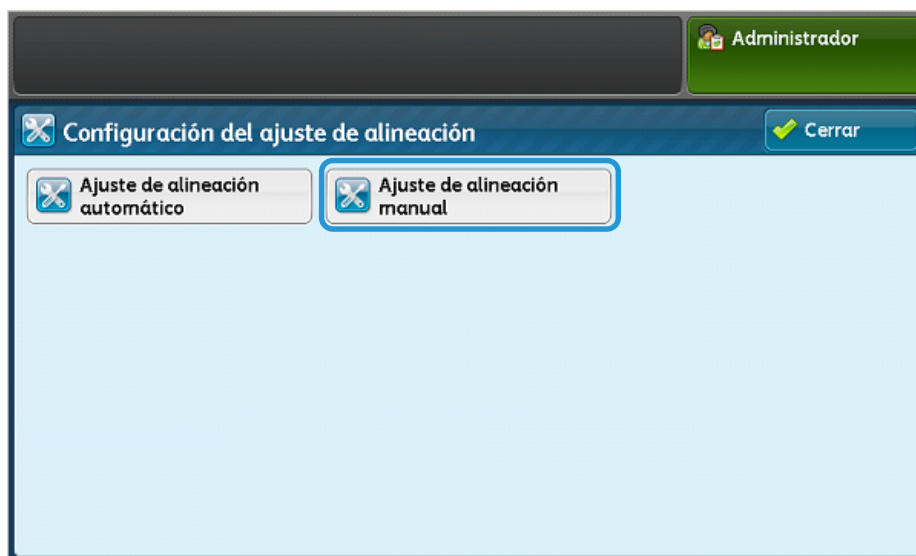 Administrador
Configuración del ajuste de alineación
Cerrar
Ajuste de alineación
automático
Ajuste de alineación
manual